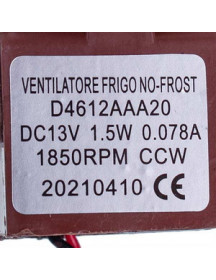 VENTILATORE FRIGO NO-FROST
D4612AAA20
DC13V 1.5W 0.078A
1850RPM CCW
20210410 CE